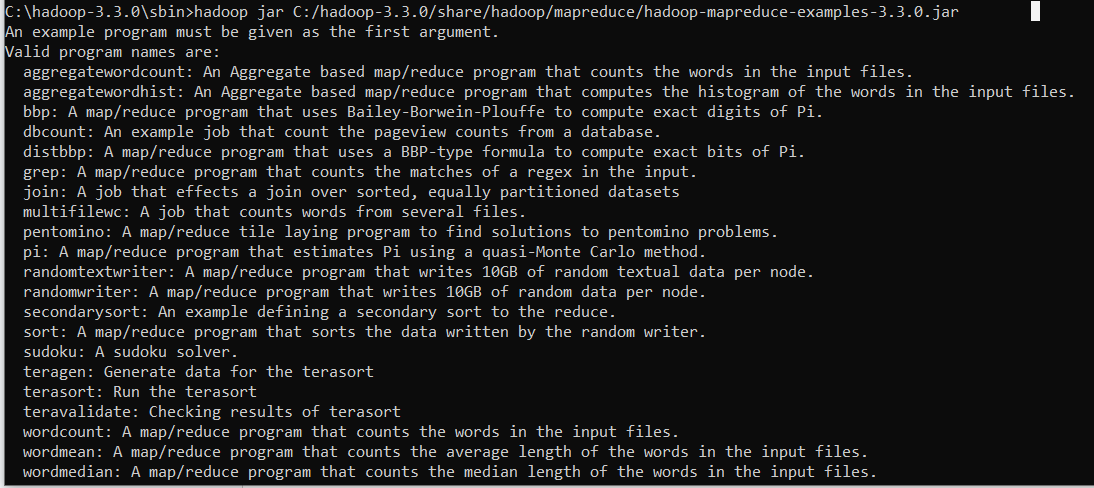 C:\hadoop-3.3.0\sbin>hadoop jar C:/hadoop-3.3.0/share/hadoop/mapreduce/hadoop-mapreduce-examples-3.3.0.jar
An example program must be given as the first argument.
Valid program names are:
  aggregatewordcount: An Aggregate based map/reduce program that counts the words in the input files.
  aggregatewordhist: An Aggregate based map/reduce program that computes the histogram of the words in the input files.
  bbp: A map/reduce program that uses Bailey-Borwein-Plouffe to compute exact digits of Pi.
  dbcount: An example job that count the pageview counts from a database.
  distbbp: A map/reduce program that uses a BBP-type formula to compute exact bits of Pi.
  grep: A map/reduce program that counts the matches of a regex in the input.
  join: A job that effects a join over sorted, equally partitioned datasets
  multifilewc: A job that counts words from several files.
  pentomino: A map/reduce tile laying program to find solutions to pentomino problems.
  pi: A map/reduce program that estimates Pi using a quasi-Monte Carlo method.
  randomtextwriter: A map/reduce program that writes 10GB of random textual data per node.
  randomwriter: A map/reduce program that writes 10GB of random data per node.
  secondarysort: An example defining a secondary sort to the reduce.
  sort: A map/reduce program that sorts the data written by the random writer.
  sudoku: A sudoku solver.
  teragen: Generate data for the terasort
  terasort: Run the terasort
  teravalidate: Checking results of terasort
  wordcount: A map/reduce program that counts the words in the input files.
  wordmean: A map/reduce program that counts the average length of the words in the input files.
  wordmedian: A map/reduce program that counts the median length of the words in the input files.